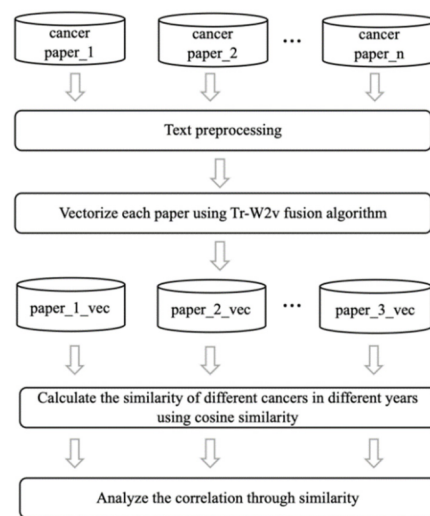 cancer
paper_1
cancer
paper_2
...
cancer
paper_n
Text preprocessing
Vectorize each paper using Tr-W2v fusion algorithm
paper_1_vec
paper_2_vec
...
paper_3_vec
Calculate the similarity of different cancers in different years
using cosine similarity
Analyze the correlation through similarity